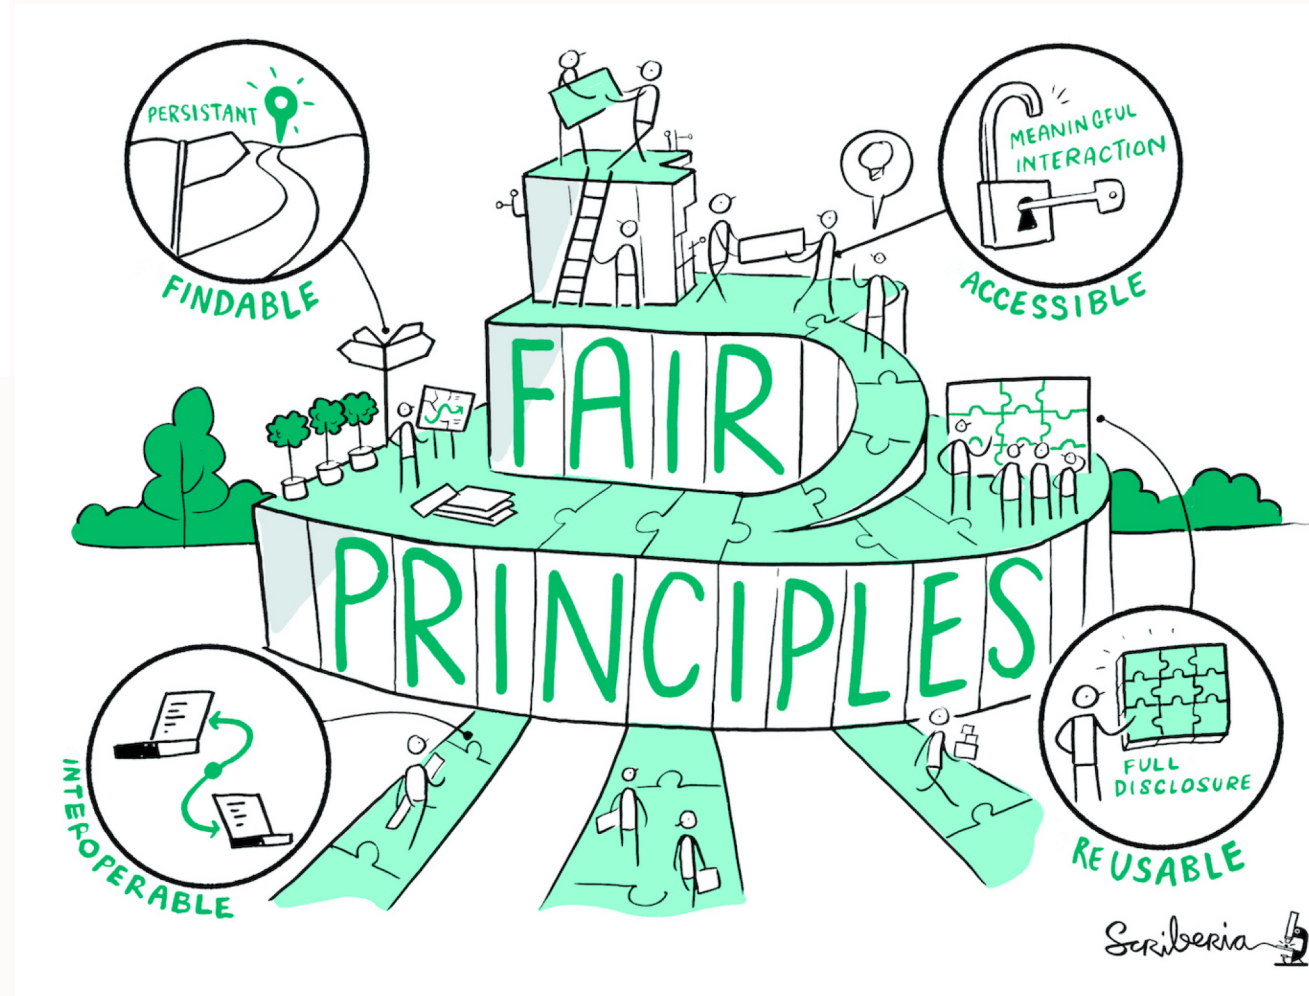 PERSISTANT
FINDABLE
MEANINGFUL
INTERACTION
ACCESSIBLE
FAIR
PRINCIPLES
INTEROPERABLE
FULL
DISCLOSURE
REUSABLE
Scriberia